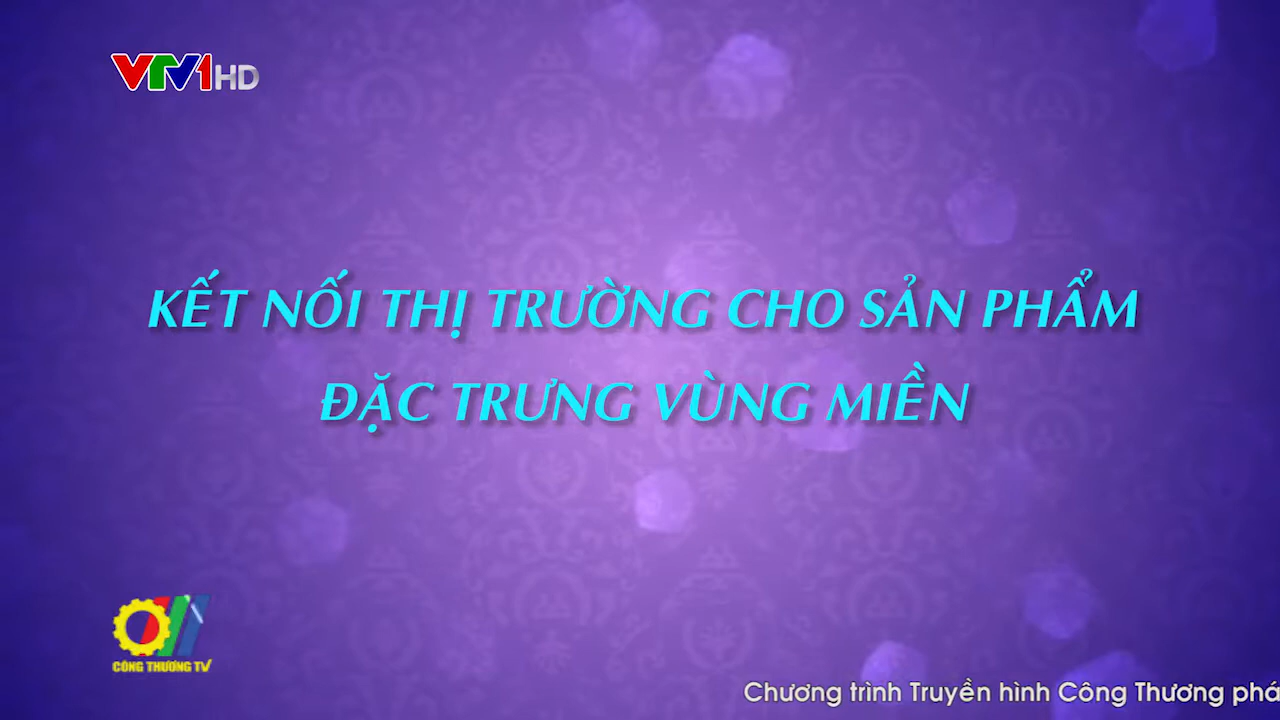 VTV1HD
KẾT NỐI THỊ TRƯỜNG CHO SẢN PHẨM
ĐẶC TRƯNG VÙNG MIỀN
CÔNG THƯƠNG TV
Chương trình Truyền hình Công Thương phá